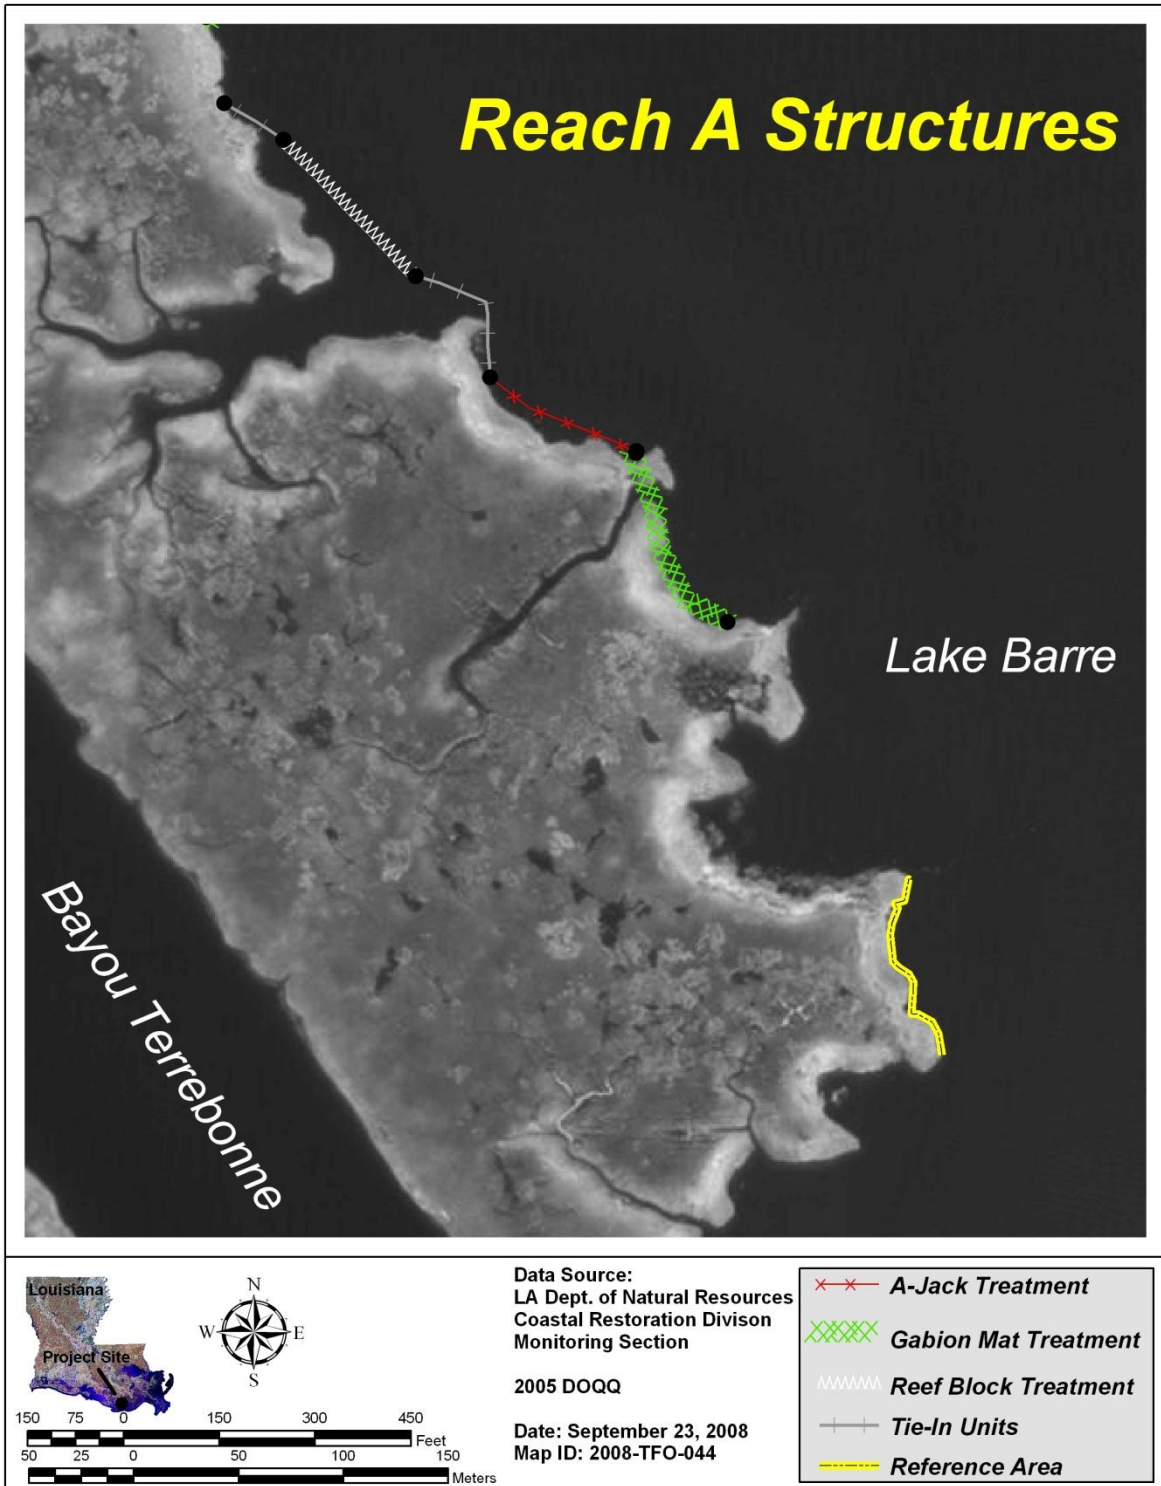 Reach A Structures
Lake Barre
Bayou Terrebonne
Louisiana
Project Site
N
W E
S
150 75 0 150 300 450
Feet
50 25 0 50 100 150
Meters
Data Source:
LA Dept. of Natural Resources
Coastal Restoration Divison
Monitoring Section
2005 DOQQ
Date: September 23, 2008
Map ID: 2008-TFO-044
A-Jack Treatment
Gabion Mat Treatment
Reef Block Treatment
Tie-In Units
Reference Area